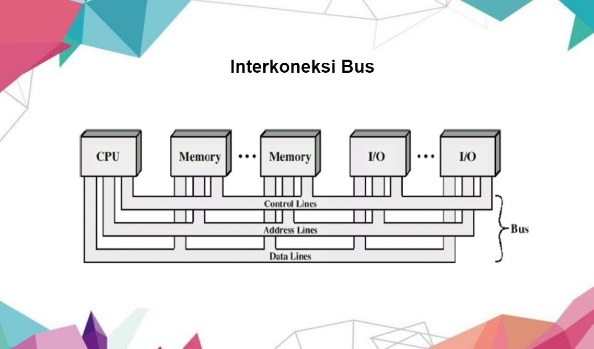 Interkoneksi Bus
CPU
Memory
•••
Memory
I/O
•••
I/O
Control Lines
Address Lines
Data Lines
Bus